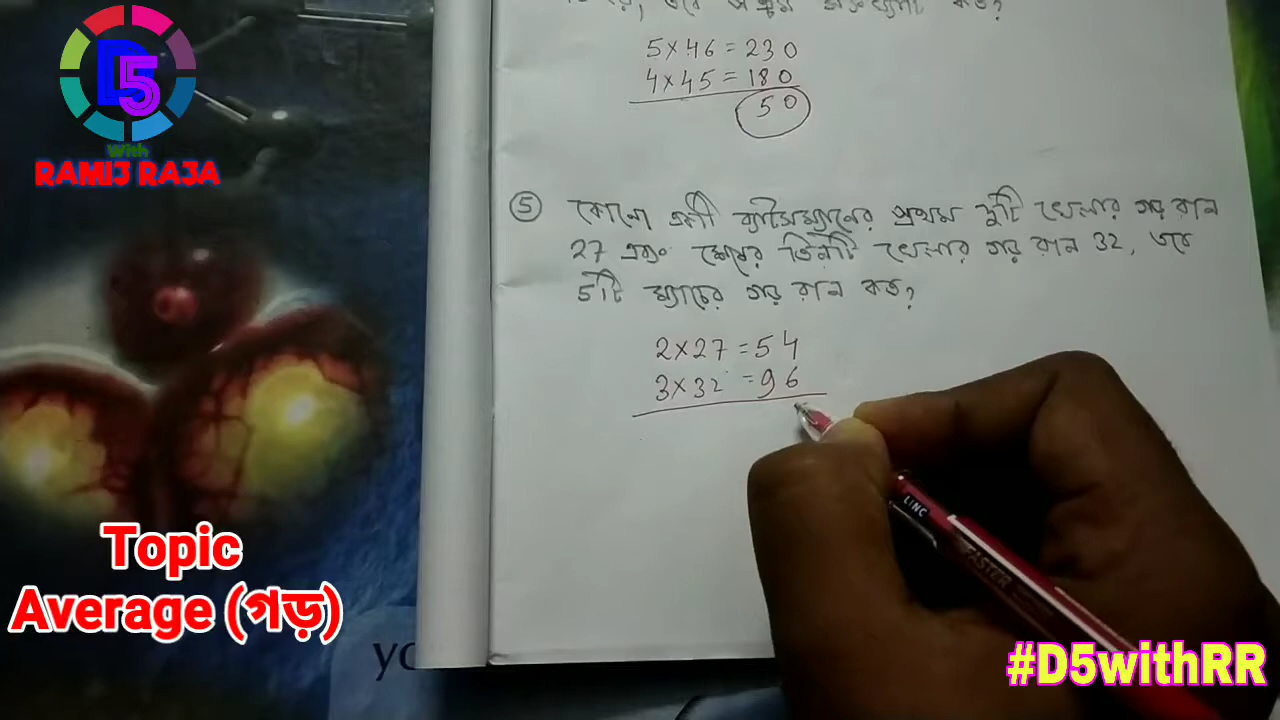 D5
With
RAMIJ RAJA
5×46=230
4×45=180
50
⑤ কোনো একটি ব্যাটসম্যানের প্রথম দুটি খেলার গড় রান
27 এবং শেষের তিনটি খেলার গড় রান 32, তবে
5টি ম্যাচের গড় রান কত?
2×27=54
3×32=96
Topic
Average (গড়)
LINC
#D5withRR